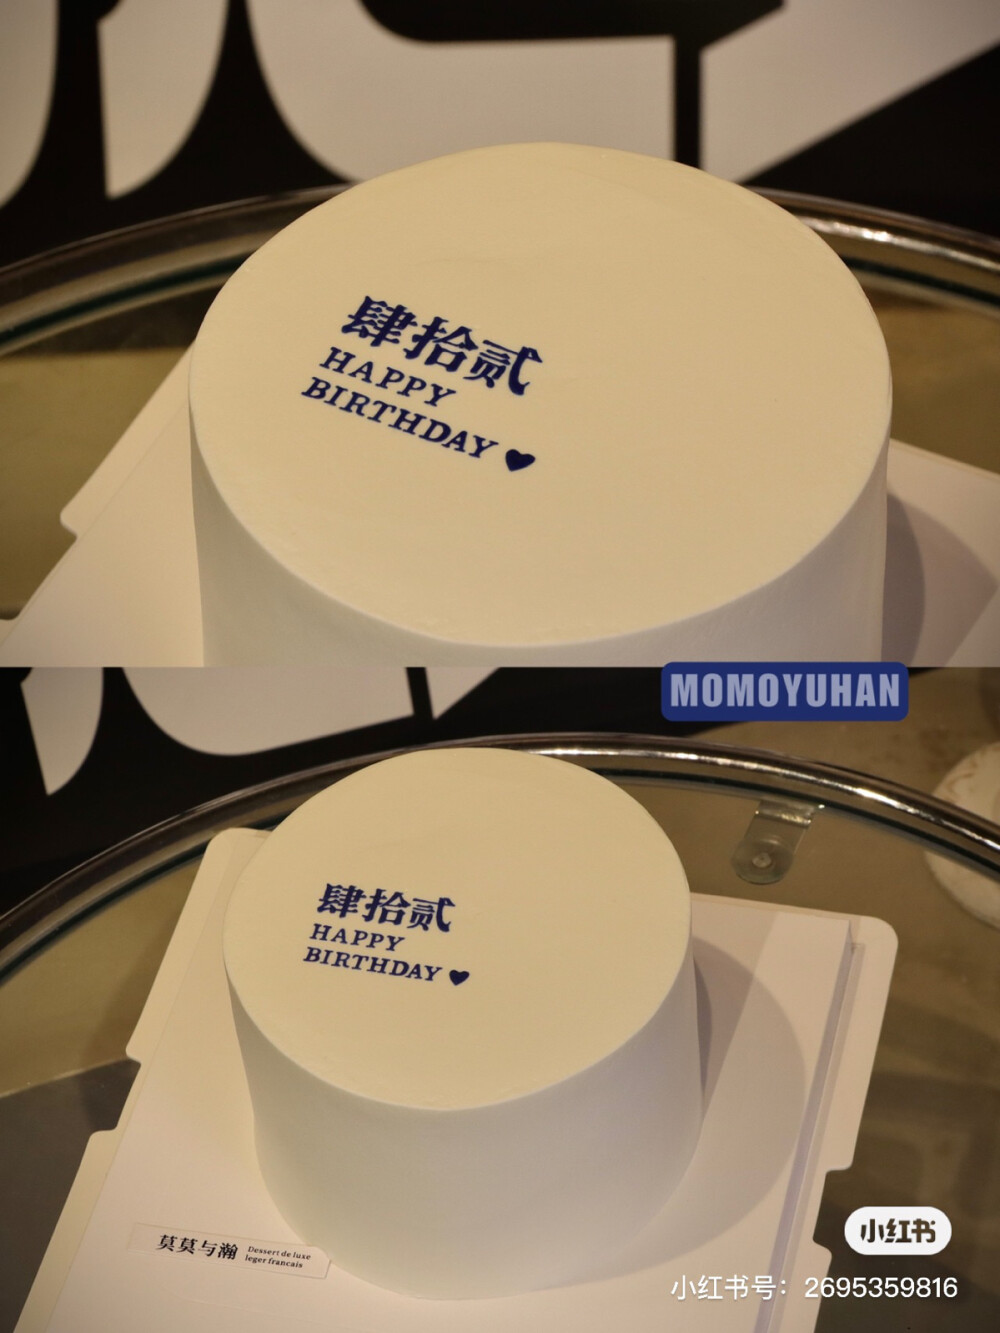 肆拾贰
HAPPY
BIRTHDAY ♥
MOMOYUHAN
肆拾贰
HAPPY
BIRTHDAY ♥
莫莫与瀚 Dessert de luxe
leger francais
小红书
小红书号：2695359816